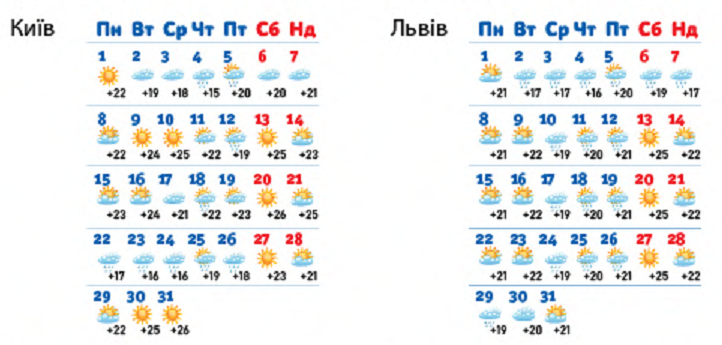 Київ
Пн Вт Ср Чт Пт Сб Нд
1 2 3 4 5 6 7
+22 +19 +18 +15 +20 +20 +21
8 9 10 11 12 13 14
+22 +24 +25 +22 +19 +25 +23
15 16 17 18 19 20 21
+23 +24 +21 +22 +23 +26 +25
22 23 24 25 26 27 28
+17 +16 +16 +19 +18 +23 +21
29 30 31
+22 +25 +26
Львів
Пн Вт Ср Чт Пт Сб Нд
1 2 3 4 5 6 7
+21 +17 +17 +16 +20 +19 +17
8 9 10 11 12 13 14
+21 +22 +19 +20 +21 +25 +22
15 16 17 18 19 20 21
+21 +22 +19 +20 +21 +25 +22
22 23 24 25 26 27 28
+21 +22 +19 +20 +21 +25 +22
29 30 31
+19 +20 +21